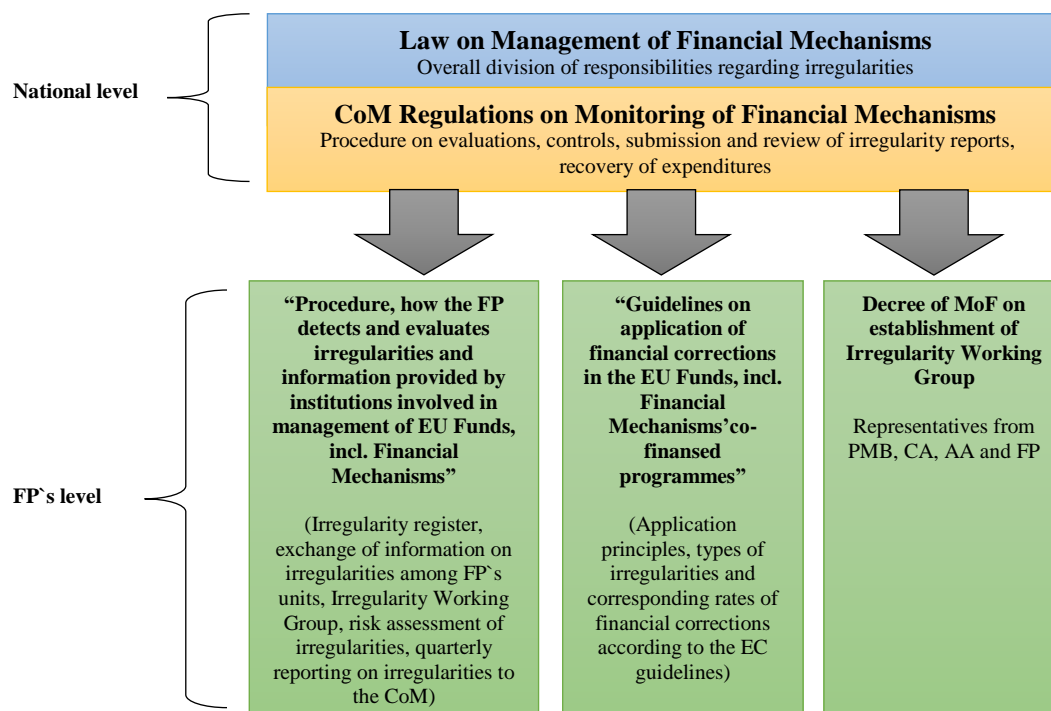 National level
Law on Management of Financial Mechanisms
Overall division of responsibilities regarding irregularities
CoM Regulations on Monitoring of Financial Mechanisms
Procedure on evaluations, controls, submission and review of irregularity reports,
recovery of expenditures
FP`s level
“Procedure, how the FP
detects and evaluates
irregularities and
information provided by
institutions involved in
management of EU Funds,
incl. Financial
Mechanisms”
(Irregularity register,
exchange of information on
irregularities among FP`s
units, Irregularity Working
Group, risk assessment of
irregularities, quarterly
reporting on irregularities to
the CoM)
“Guidelines on
application of
financial corrections
in the EU Funds, incl.
Financial
Mechanisms’co-
finansed
programmes”
(Application
principles, types of
irregularities and
corresponding rates of
financial corrections
according to the EC
guidelines)
Decree of MoF on
establishment of
Irregularity Working
Group
Representatives from
PMB, CA, AA and FP